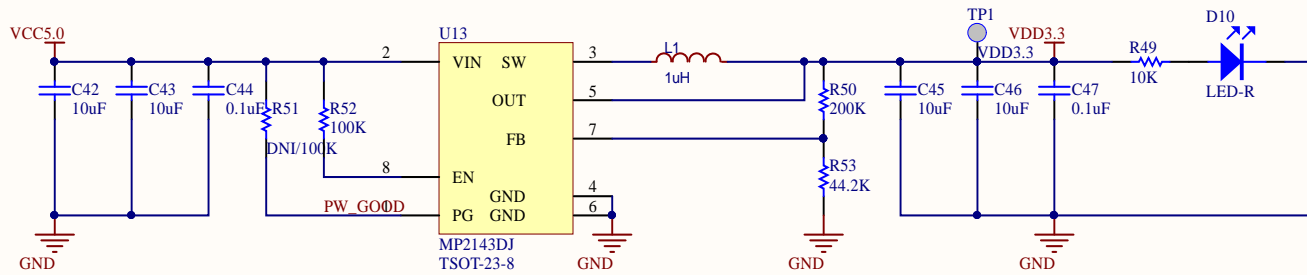 VCC5.0
C42
10uF
C43
10uF
C44
0.1uF
R51
DNI/100K
R52
100K
GND
PW_GOOD
U13
2
VIN
SW
3
OUT
5
FB
7
8
EN
GND
4
1
PG
GND
6
MP2143DJ
TSOT-23-8
GND
L1
1uH
R50
200K
R53
44.2K
GND
TP1
VDD3.3
VDD3.3
C45
10uF
C46
10uF
C47
0.1uF
GND
R49
10K
D10
LED-R